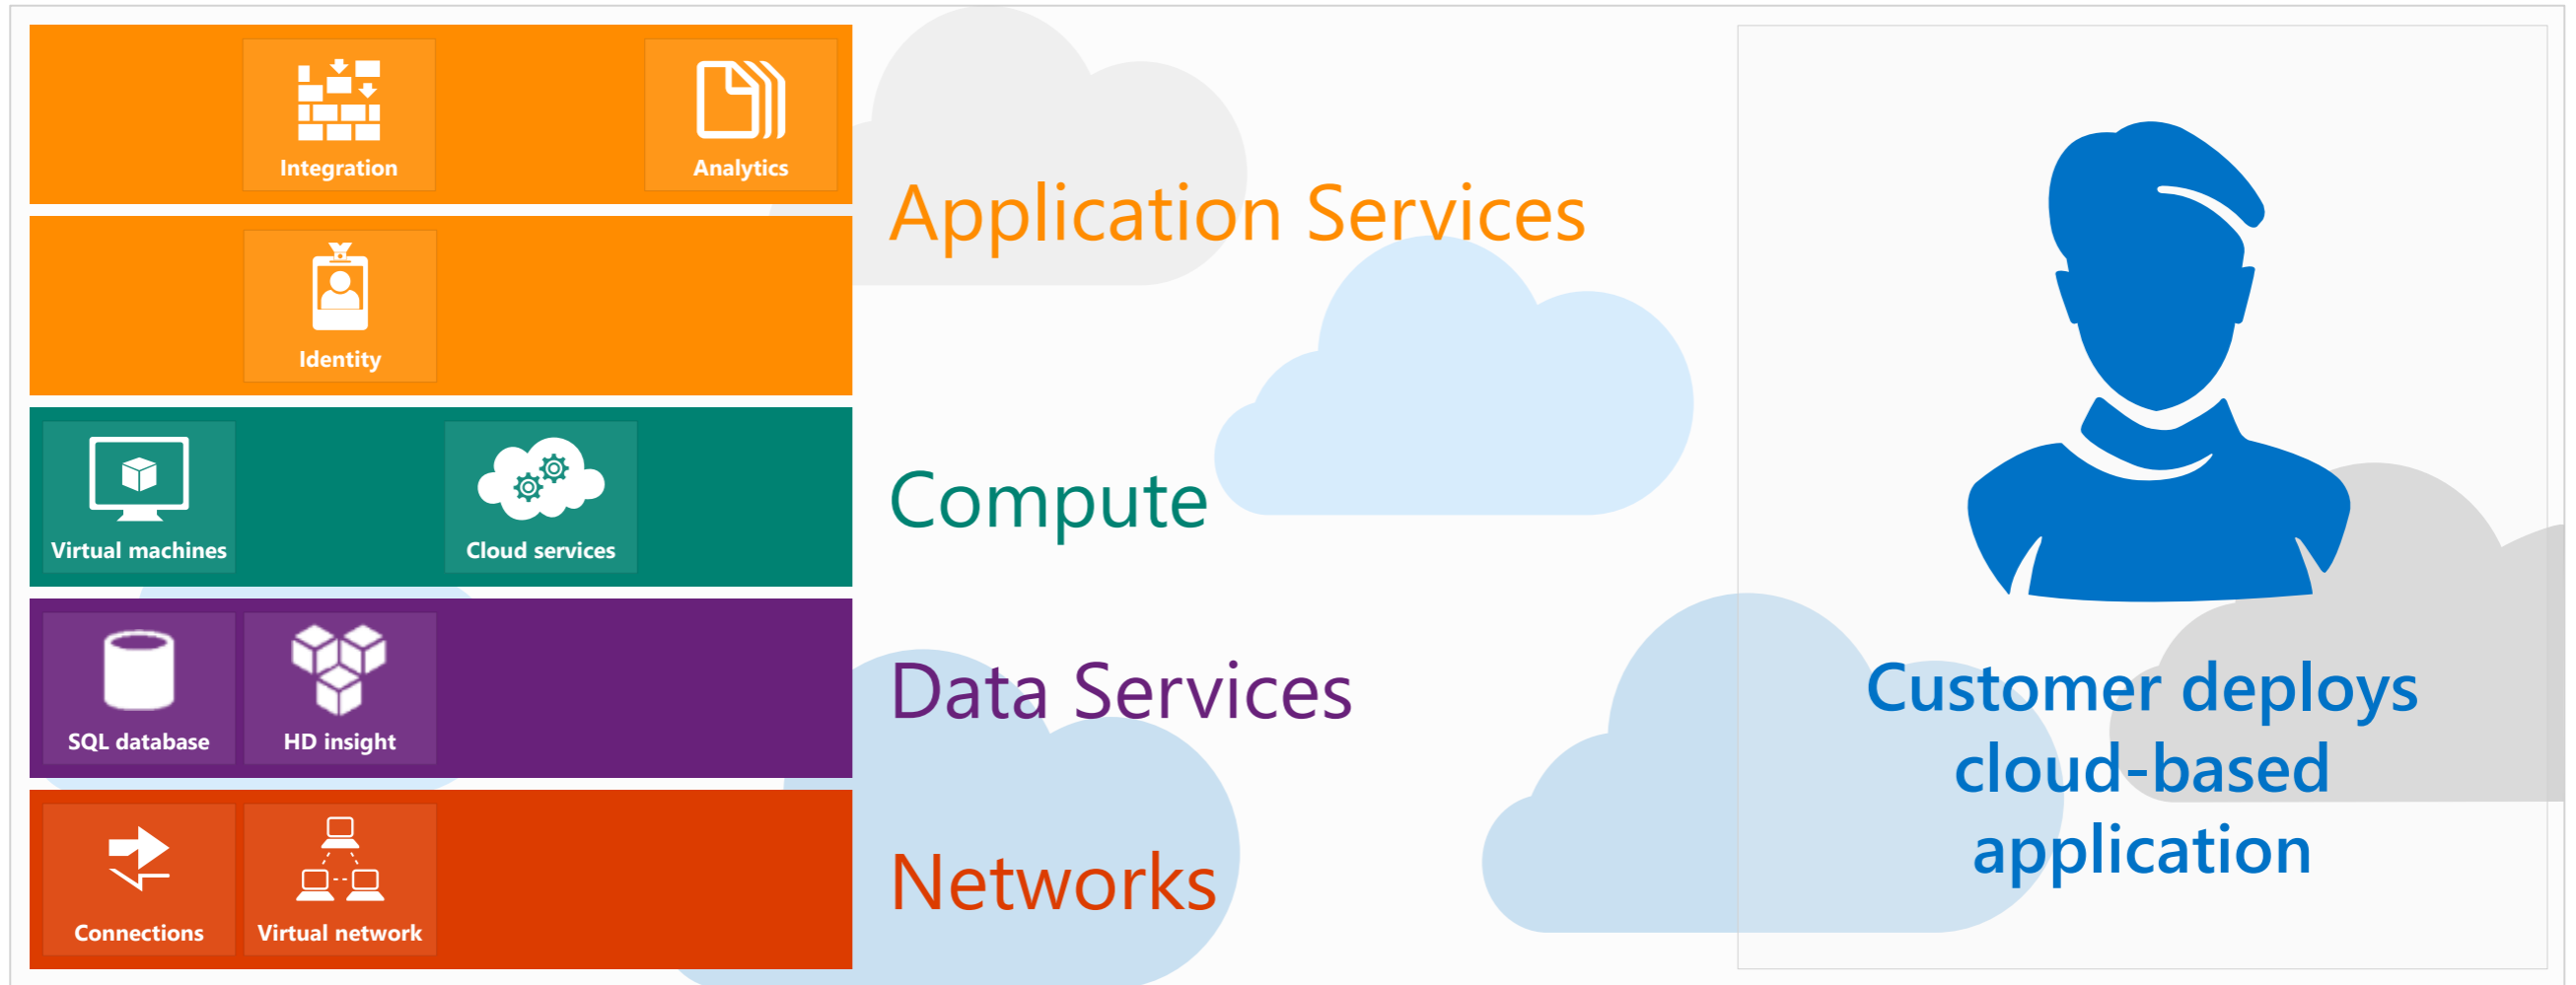 Integration
Analytics
Application Services
Identity
Virtual machines
Cloud services
Compute
SQL database
HD insight
Data Services
Connections
Virtual network
Networks
Customer deploys
cloud-based
application